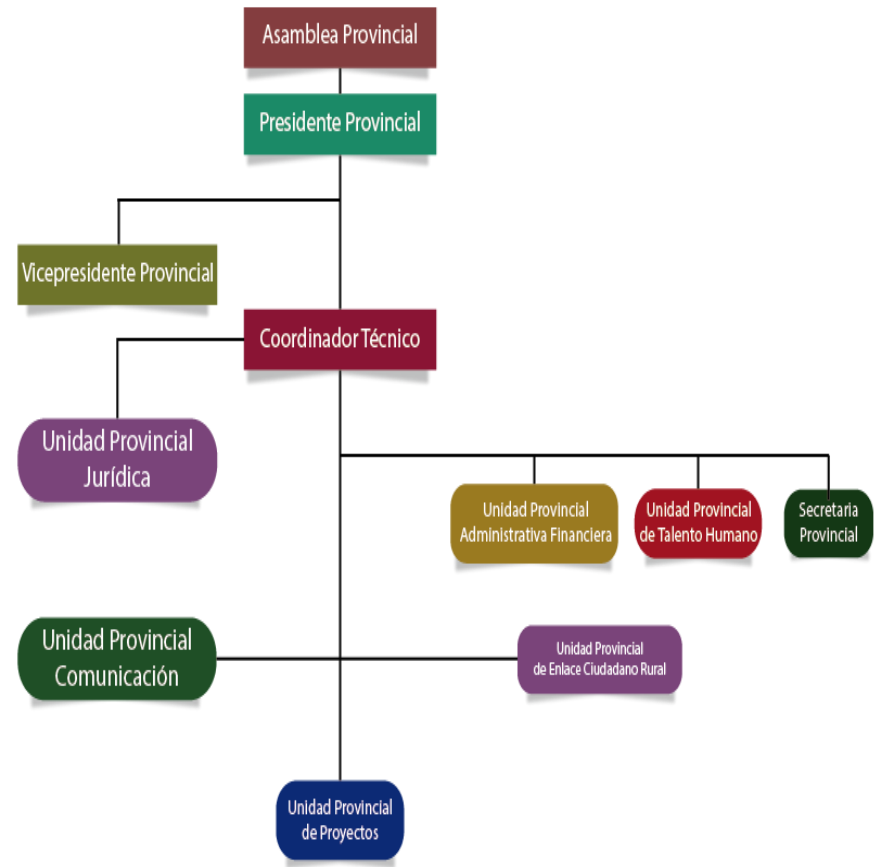 Asamblea Provincial
Presidente Provincial
Vicepresidente Provincial
Coordinador Técnico
Unidad Provincial
Jurídica
Unidad Provincial
Administrativa Financiera
Unidad Provincial
de Talento Humano
Secretaria
Provincial
Unidad Provincial
Comunicación
Unidad Provincial
de Enlace Ciudadano Rural
Unidad Provincial
de Proyectos